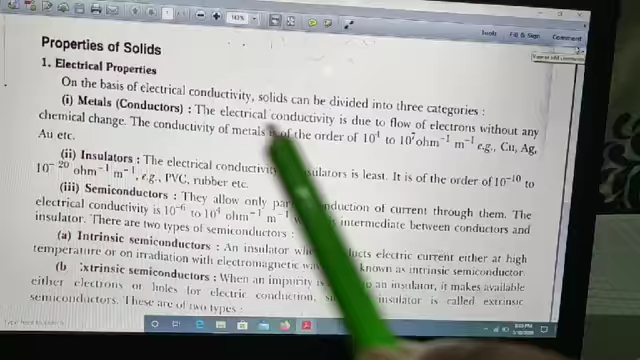 143%
Tools Fill & Sign Comment
Properties of Solids
1. Electrical Properties
On the basis of electrical conductivity, solids can be divided into three categories :
(i) Metals (Conductors) : The electrical conductivity is due to flow of electrons without any
chemical change. The conductivity of metals is of the order of 10⁴ to 10⁷ ohm⁻¹ m⁻¹ e.g., Cu, Ag,
Au etc.
(ii) Insulators : The electrical conductivity insulators is least. It is of the order of 10⁻¹⁰ to
10⁻²⁰ ohm⁻¹ m⁻¹, e.g., PVC, rubber etc.
(iii) Semiconductors : They allow only conduction of current through them. The
electrical conductivity is 10⁻⁶ to 10⁴ ohm⁻¹ m⁻¹ intermediate between conductors and
insulator. There are two types of semiconductors :
(a) Intrinsic semiconductors : An insulator electric current either at high
temperature or on irradiation with electromagnetic known as intrinsic semiconductor.
(b xtrinsic semiconductors : When an impurity is an insulator, it makes available
either electrons or holes for electric conduction, insulator is called extrinsic
semiconductors. These are of two types :